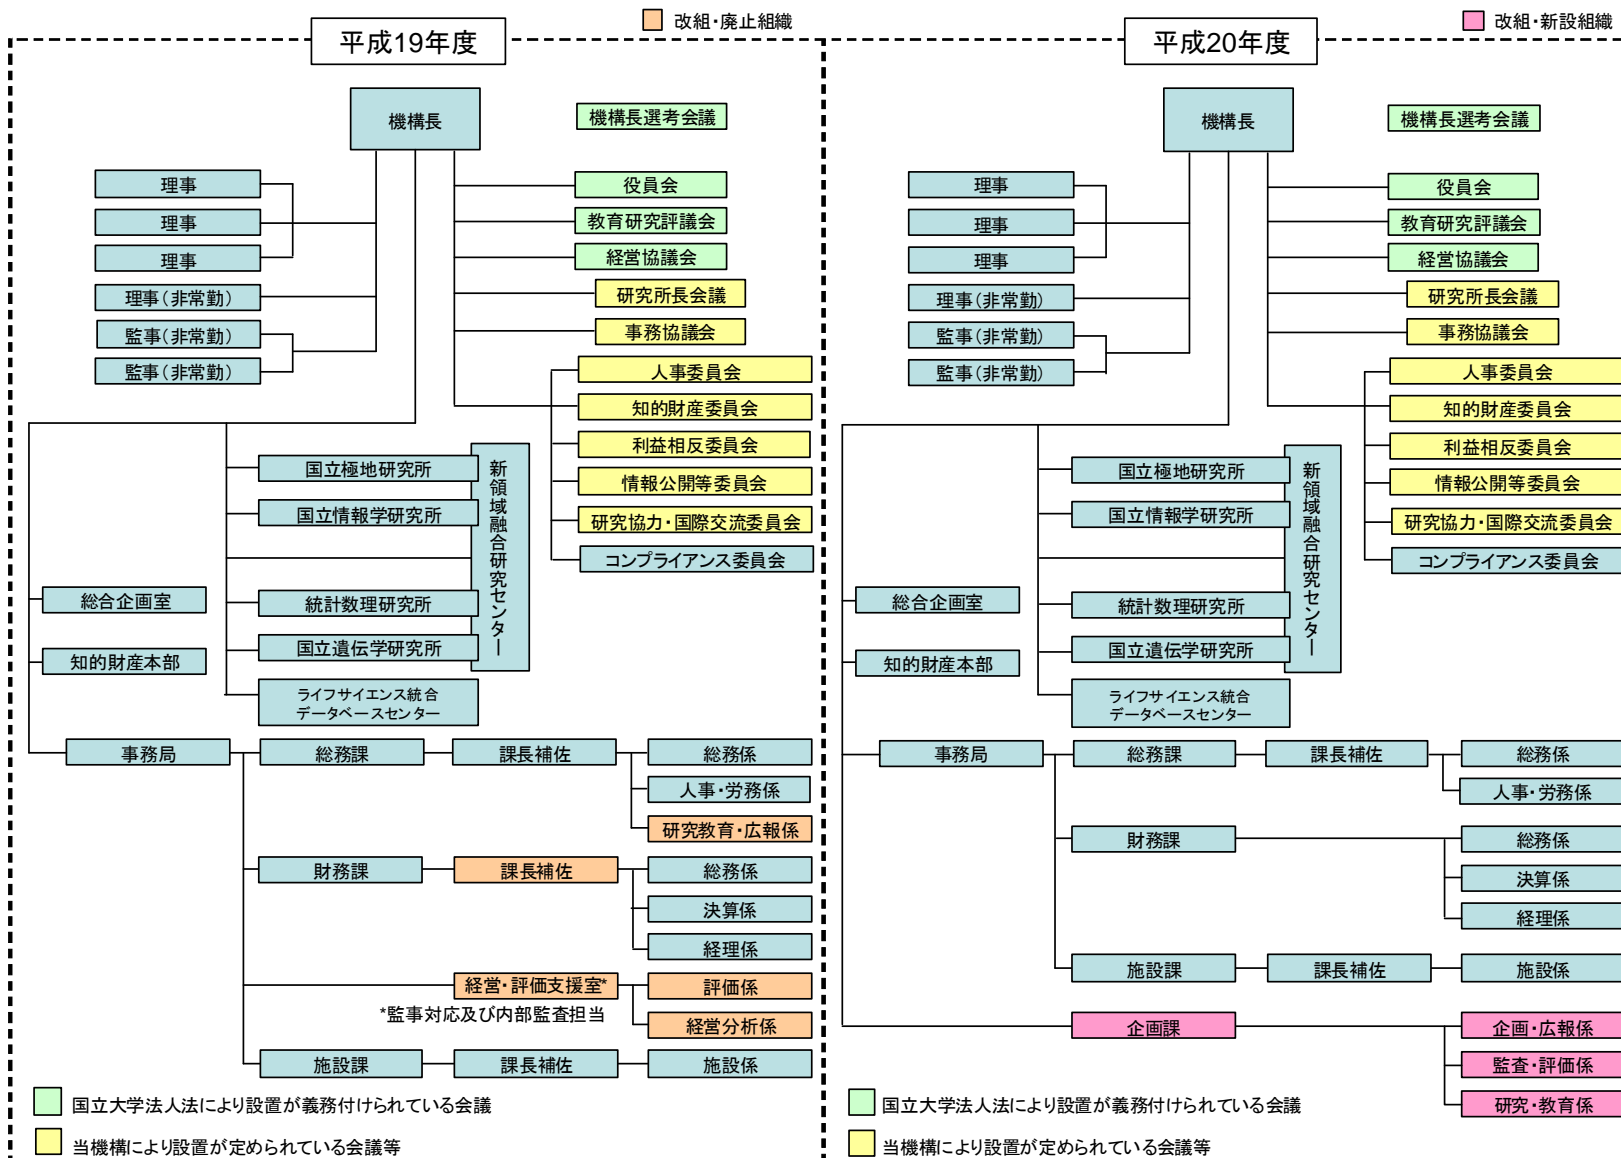 改組・廃止組織
平成19年度
機構長
機構長選考会議
理事
理事
理事
理事(非常勤)
監事(非常勤)
監事(非常勤)
役員会
教育研究評議会
経営協議会
研究所長会議
事務協議会
人事委員会
知的財産委員会
利益相反委員会
情報公開等委員会
研究協力・国際交流委員会
コンプライアンス委員会
国立極地研究所
国立情報学研究所
統計数理研究所
国立遺伝学研究所
新領域融合研究センター
ライフサイエンス統合
データベースセンター
総合企画室
知的財産本部
事務局
総務課
課長補佐
総務係
人事・労務係
研究教育・広報係
財務課
課長補佐
総務係
決算係
経理係
経営・評価支援室*
評価係
*監事対応及び内部監査担当
経営分析係
施設課
課長補佐
施設係
国立大学法人法により設置が義務付けられている会議
当機構により設置が定められている会議等
改組・新設組織
平成20年度
機構長
機構長選考会議
理事
理事
理事
理事(非常勤)
監事(非常勤)
監事(非常勤)
役員会
教育研究評議会
経営協議会
研究所長会議
事務協議会
人事委員会
知的財産委員会
利益相反委員会
情報公開等委員会
研究協力・国際交流委員会
コンプライアンス委員会
国立極地研究所
国立情報学研究所
統計数理研究所
国立遺伝学研究所
新領域融合研究センター
ライフサイエンス統合
データベースセンター
総合企画室
知的財産本部
事務局
総務課
課長補佐
総務係
人事・労務係
財務課
総務係
決算係
経理係
施設課
課長補佐
施設係
企画課
企画・広報係
監査・評価係
研究・教育係
国立大学法人法により設置が義務付けられている会議
当機構により設置が定められている会議等